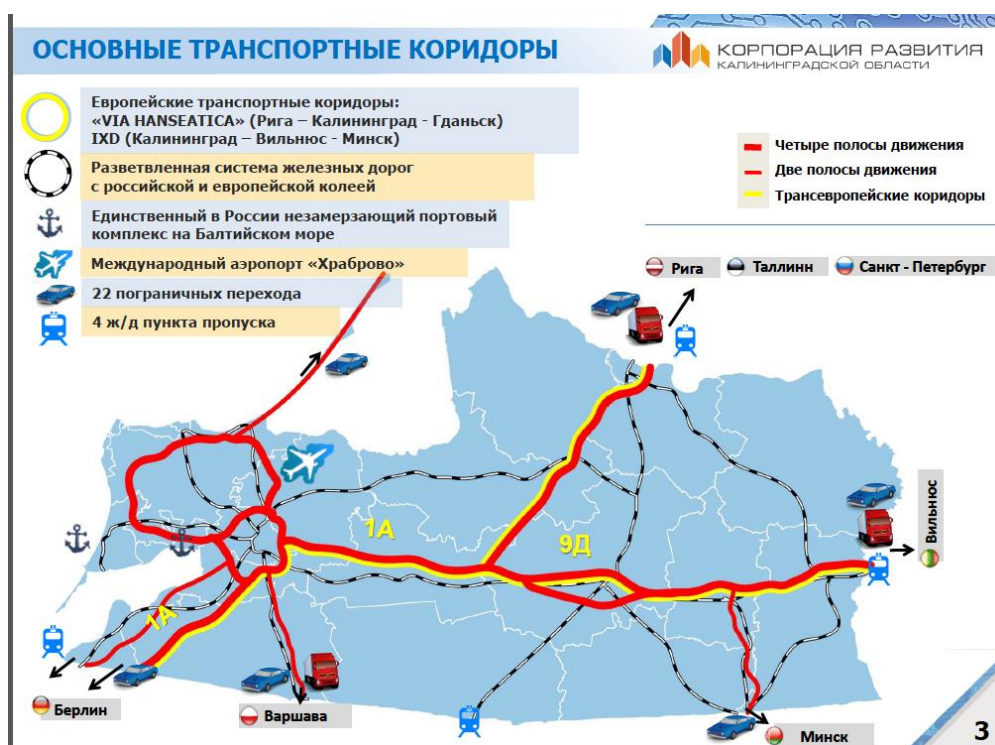 ОСНОВНЫЕ ТРАНСПОРТНЫЕ КОРИДОРЫ
КОРПОРАЦИЯ РАЗВИТИЯ
КАЛИНИНГРАДСКОЙ ОБЛАСТИ
Европейские транспортные коридоры:
«VIA HANSEATICA» (Рига – Калининград - Гданьск)
IXD (Калининград – Вильнюс - Минск)
Разветвленная система железных дорог
с российской и европейской колеей
Единственный в России незамерзающий портовый
комплекс на Балтийском море
Международный аэропорт «Храброво»
22 пограничных перехода
4 ж/д пункта пропуска
Четыре полосы движения
Две полосы движения
Трансевропейские коридоры
Рига
Таллинн
Санкт - Петербург
1А
9Д
Вильнюс
1А
Берлин
Варшава
Минск
3